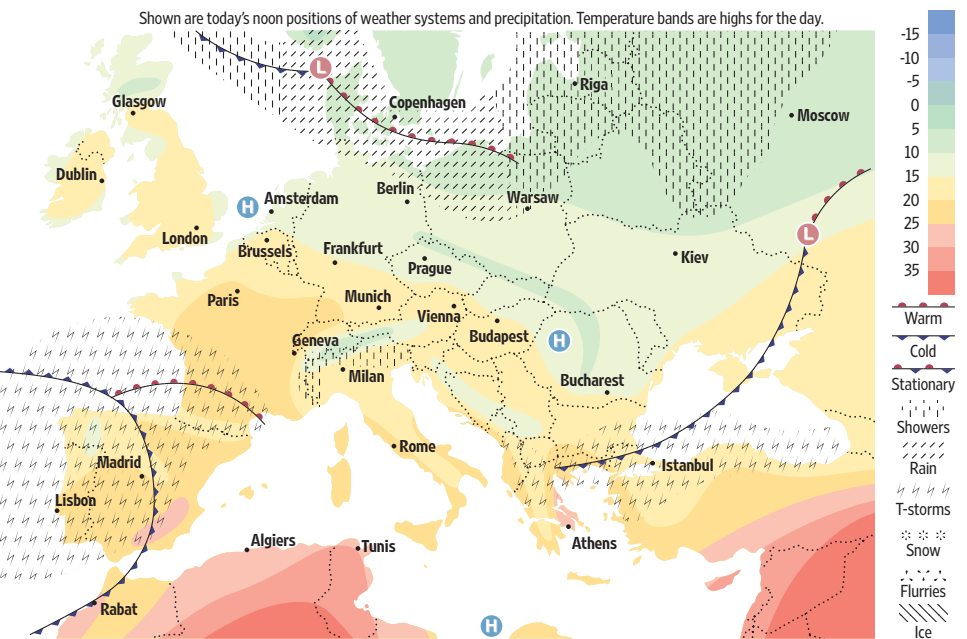 Shown are today's noon positions of weather systems and precipitation. Temperature bands are highs for the day.
-15
-10
-5
0
5
10
15
20
25
30
35
Warm
Cold
Stationary
Showers
Rain
T-storms
Snow
Flurries
Ice
L
Riga
Glasgow
Copenhagen
Moscow
Dublin
Berlin
H
Amsterdam
Warsaw
London
L
Brussels
Frankfurt
Kiev
Prague
Paris
Munich
Vienna
Budapest
Geneva
H
Milan
Bucharest
Rome
Madrid
Istanbul
Lisbon
Algiers
Tunis
Athens
Rabat
H